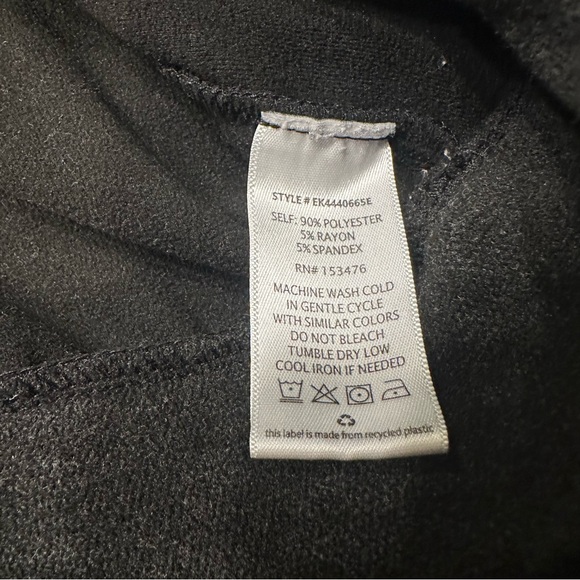 STYLE # EK4440665E
SELF: 90% POLYESTER
5% RAYON
5% SPANDEX
RN# 153476
MACHINE WASH COLD
IN GENTLE CYCLE
WITH SIMILAR COLORS
DO NOT BLEACH
TUMBLE DRY LOW
COOL IRON IF NEEDED
this label is made from recycled plastic